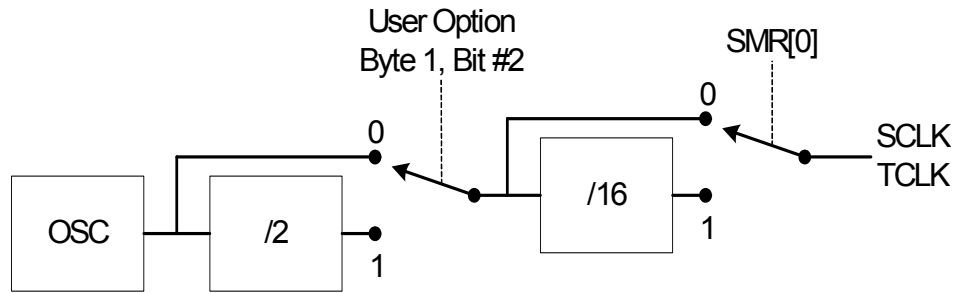 User Option
Byte 1, Bit #2
SMR[0]
0
0
SCLK
TCLK
OSC
/2
/16
1
1